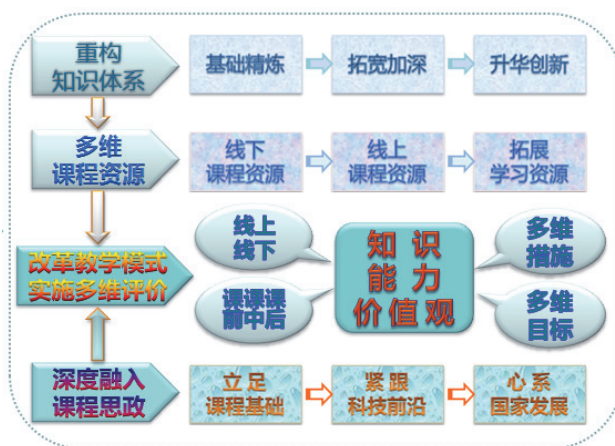 重构
知识体系
基础精炼
拓宽加深
升华创新
多维
课程资源
线下
课程资源
线上
课程资源
拓展
学习资源
改革教学模式
实施多维评价
线上
线下
课课课
前中后
知 识
能 力
价值观
多维
措施
多维
目标
深度融入
课程思政
立足
课程基础
紧跟
科技前沿
心系
国家发展